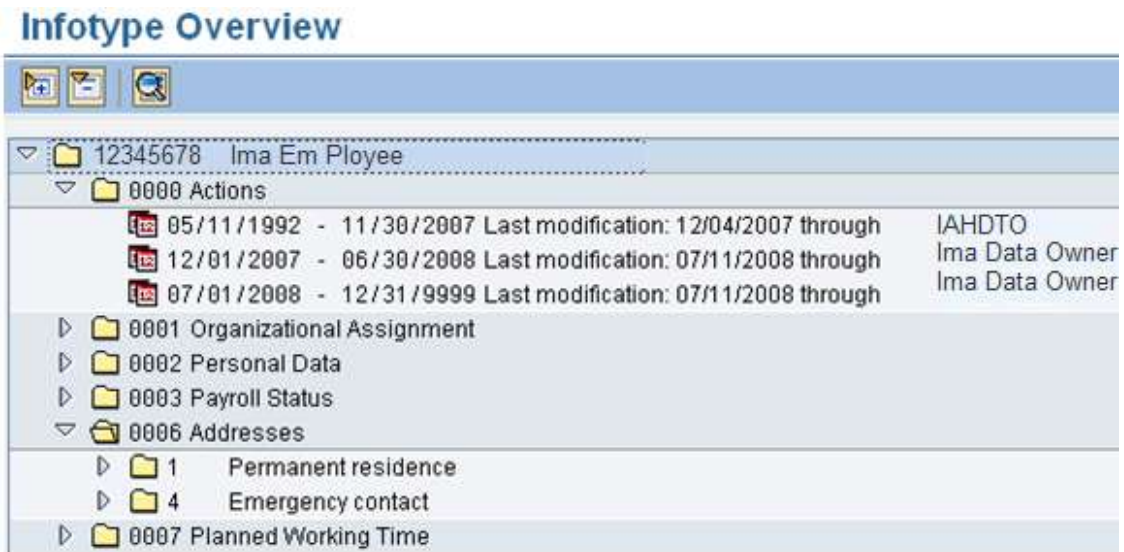 Infotype Overview
12345678 Ima Em Ployee
0000 Actions
05/11/1992 - 11/30/2007 Last modification: 12/04/2007 through IAHDTO
12/01/2007 - 06/30/2008 Last modification: 07/11/2008 through Ima Data Owner
07/01/2008 - 12/31/9999 Last modification: 07/11/2008 through Ima Data Owner
0001 Organizational Assignment
0002 Personal Data
0003 Payroll Status
0006 Addresses
1 Permanent residence
4 Emergency contact
0007 Planned Working Time